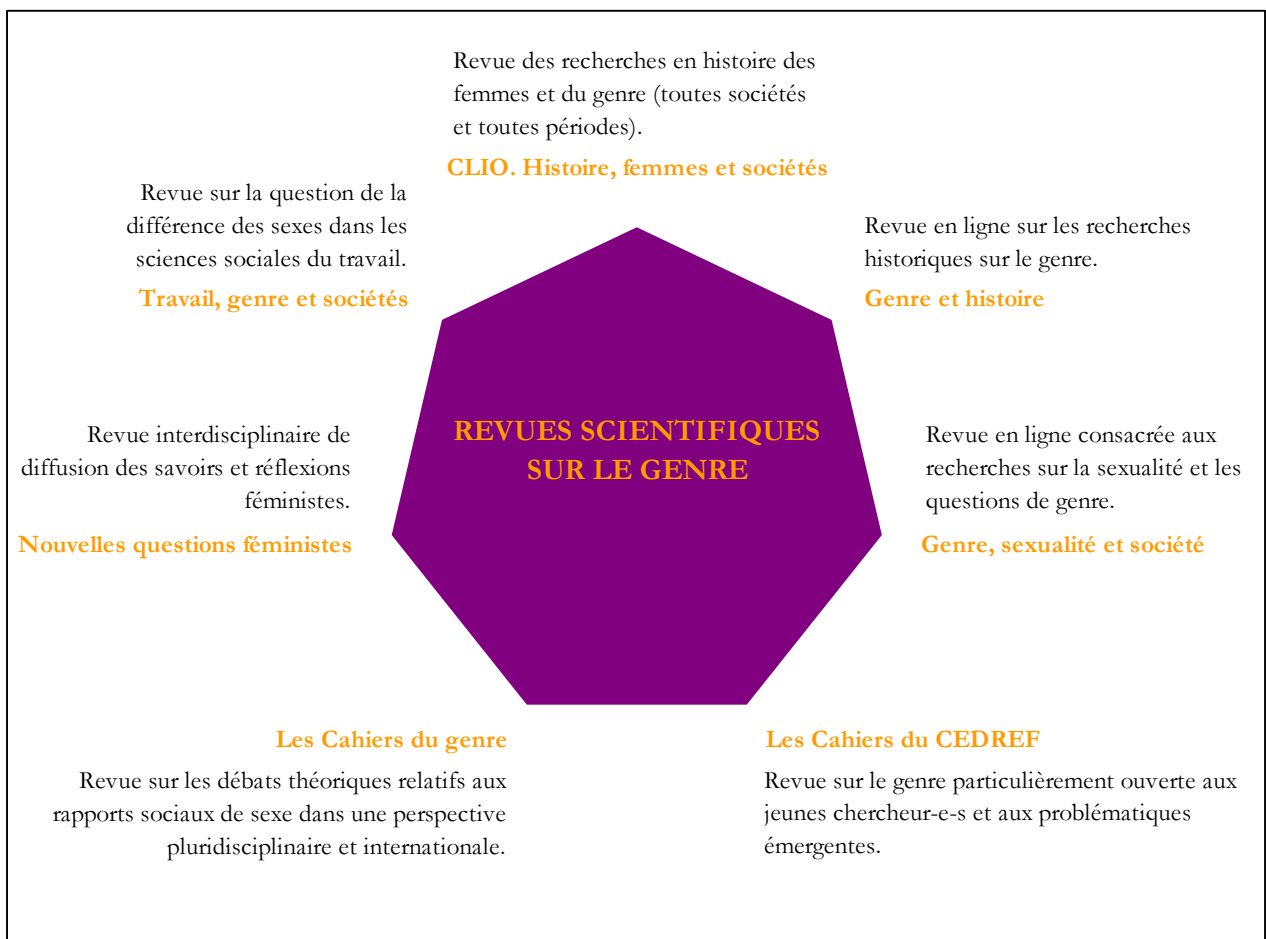 Revue des recherches en histoire des
femmes et du genre (toutes sociétés
et toutes périodes).
CLIO. Histoire, femmes et sociétés
Revue sur la question de la
différence des sexes dans les
sciences sociales du travail.
Travail, genre et sociétés
Revue en ligne sur les recherches
historiques sur le genre.
Genre et histoire
REVUES SCIENTIFIQUES
SUR LE GENRE
Revue interdisciplinaire de
diffusion des savoirs et réflexions
féministes.
Nouvelles questions féministes
Revue en ligne consacrée aux
recherches sur la sexualité et les
questions de genre.
Genre, sexualité et société
Les Cahiers du genre
Revue sur les débats théoriques relatifs aux
rapports sociaux de sexe dans une perspective
pluridisciplinaire et internationale.
Les Cahiers du CEDREF
Revue sur le genre particulièrement ouverte aux
jeunes chercheur-e-s et aux problématiques
émergentes.